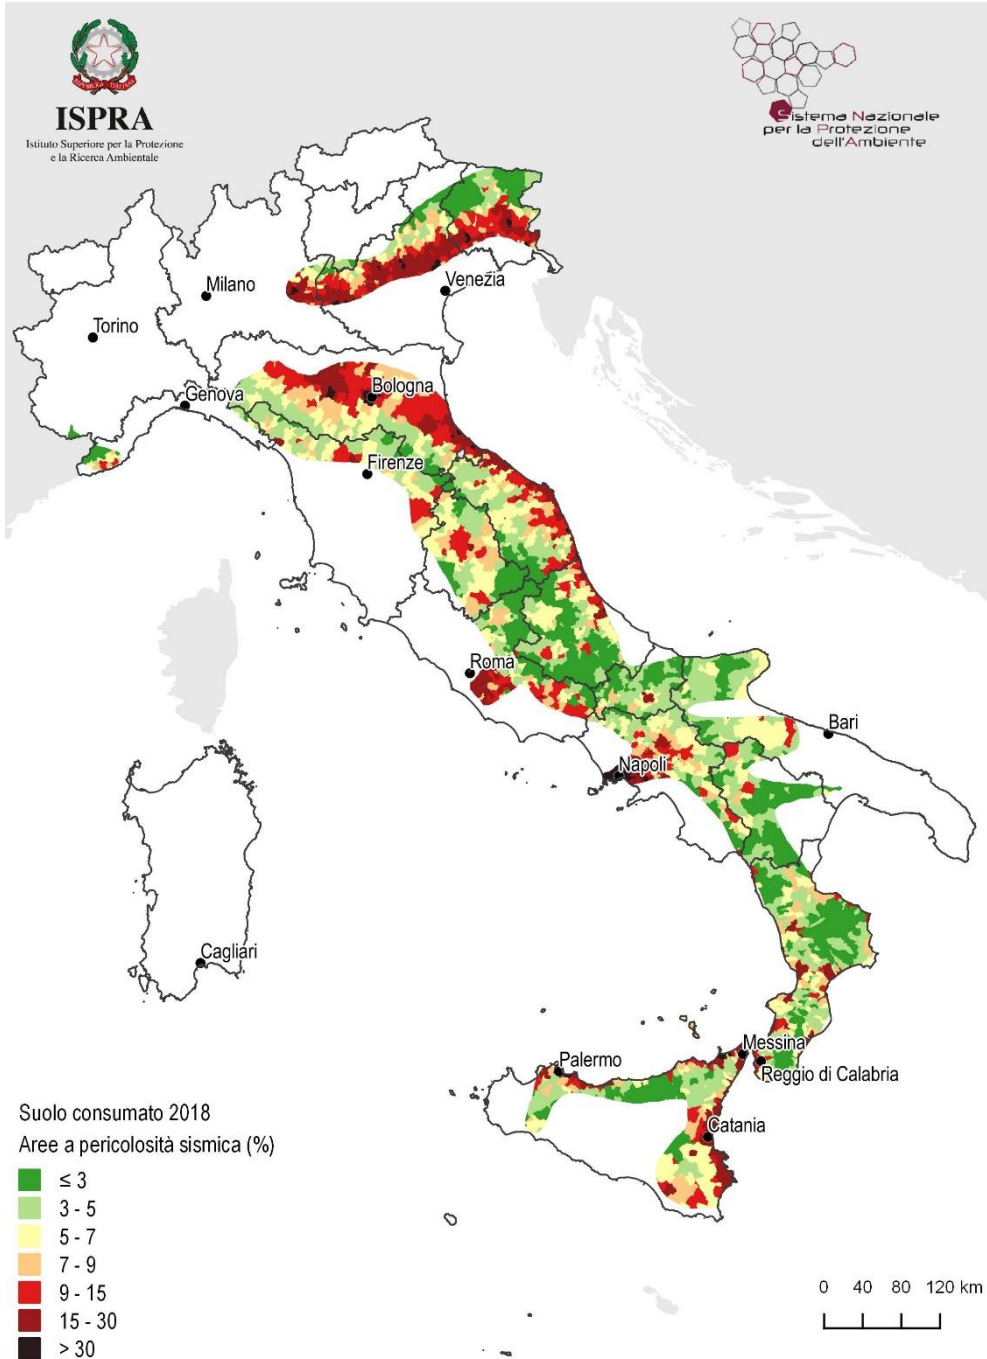 ISPRA
Istituto Superiore per la Protezione
e la Ricerca Ambientale
Sistema Nazionale
per la Protezione
dell'Ambiente
Milano
Venezia
Torino
Genova
Bologna
Firenze
Roma
Bari
Napoli
Cagliari
Messina
Palermo
Reggio di Calabria
Catania
Suolo consumato 2018
Aree a pericolosità sismica (%)
≤ 3
3 - 5
5 - 7
7 - 9
9 - 15
15 - 30
> 30
0 40 80 120 km